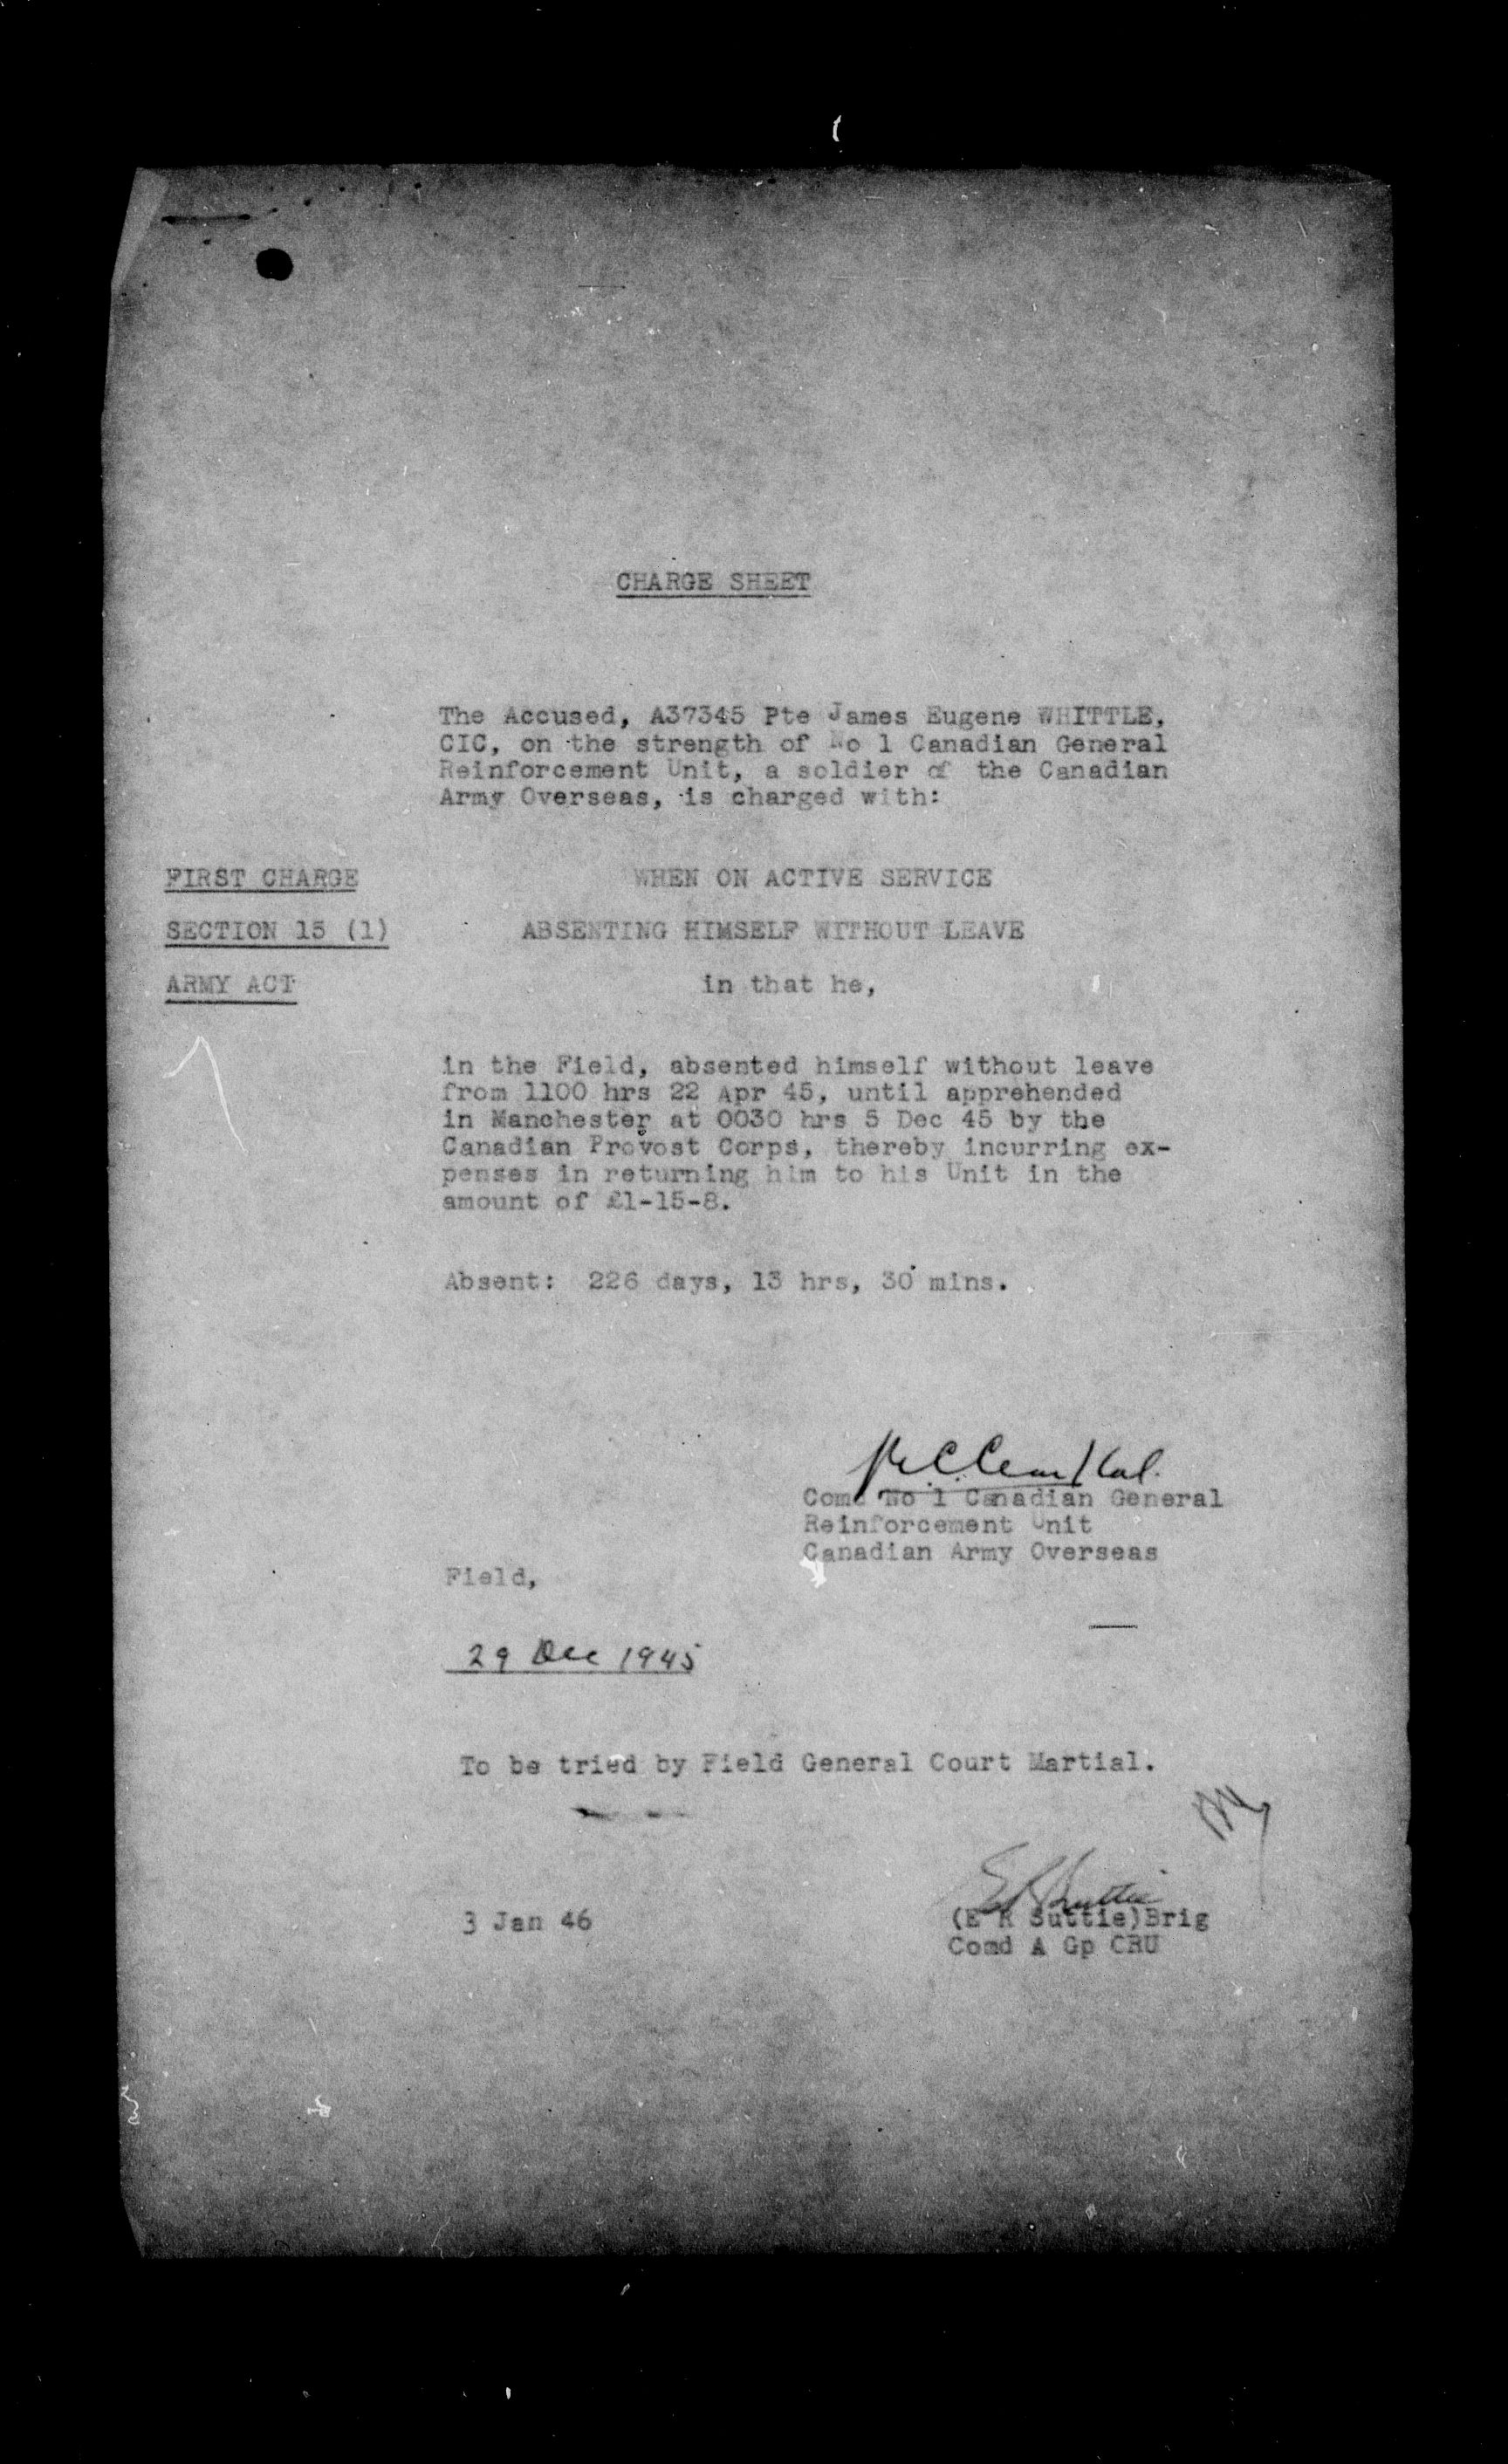 CHARGE SHEET
The Accused, A37345 Pte James Eugene WHITTLE,
CIC, on the strength of No 1 Canadian General
Reinforcement Unit, a soldier of the Canadian
Army Overseas, is charged with:
FIRST CHARGE WHEN ON ACTIVE SERVICE
SECTION 15 (1) ABSENTING HIMSELF WITHOUT LEAVE
ARMY ACT in that he,
in the Field, absented himself without leave
from 1100 hrs 22 Apr 45, until apprehended
in Manchester at 0030 hrs 5 Dec 45 by the
Canadian Provost Corps, thereby incurring ex-
penses in returning him to his Unit in the
amount of £1-15-8.
Absent: 226 days, 13 hrs, 30 mins.
Col.
Comd No 1 Canadian General
Reinforcement Unit
Canadian Army Overseas
Field,
29 Dec 1945
To be tried by Field General Court Martial.
3 Jan 46 (E R Suttie)Brig
Comd A Gp CRU